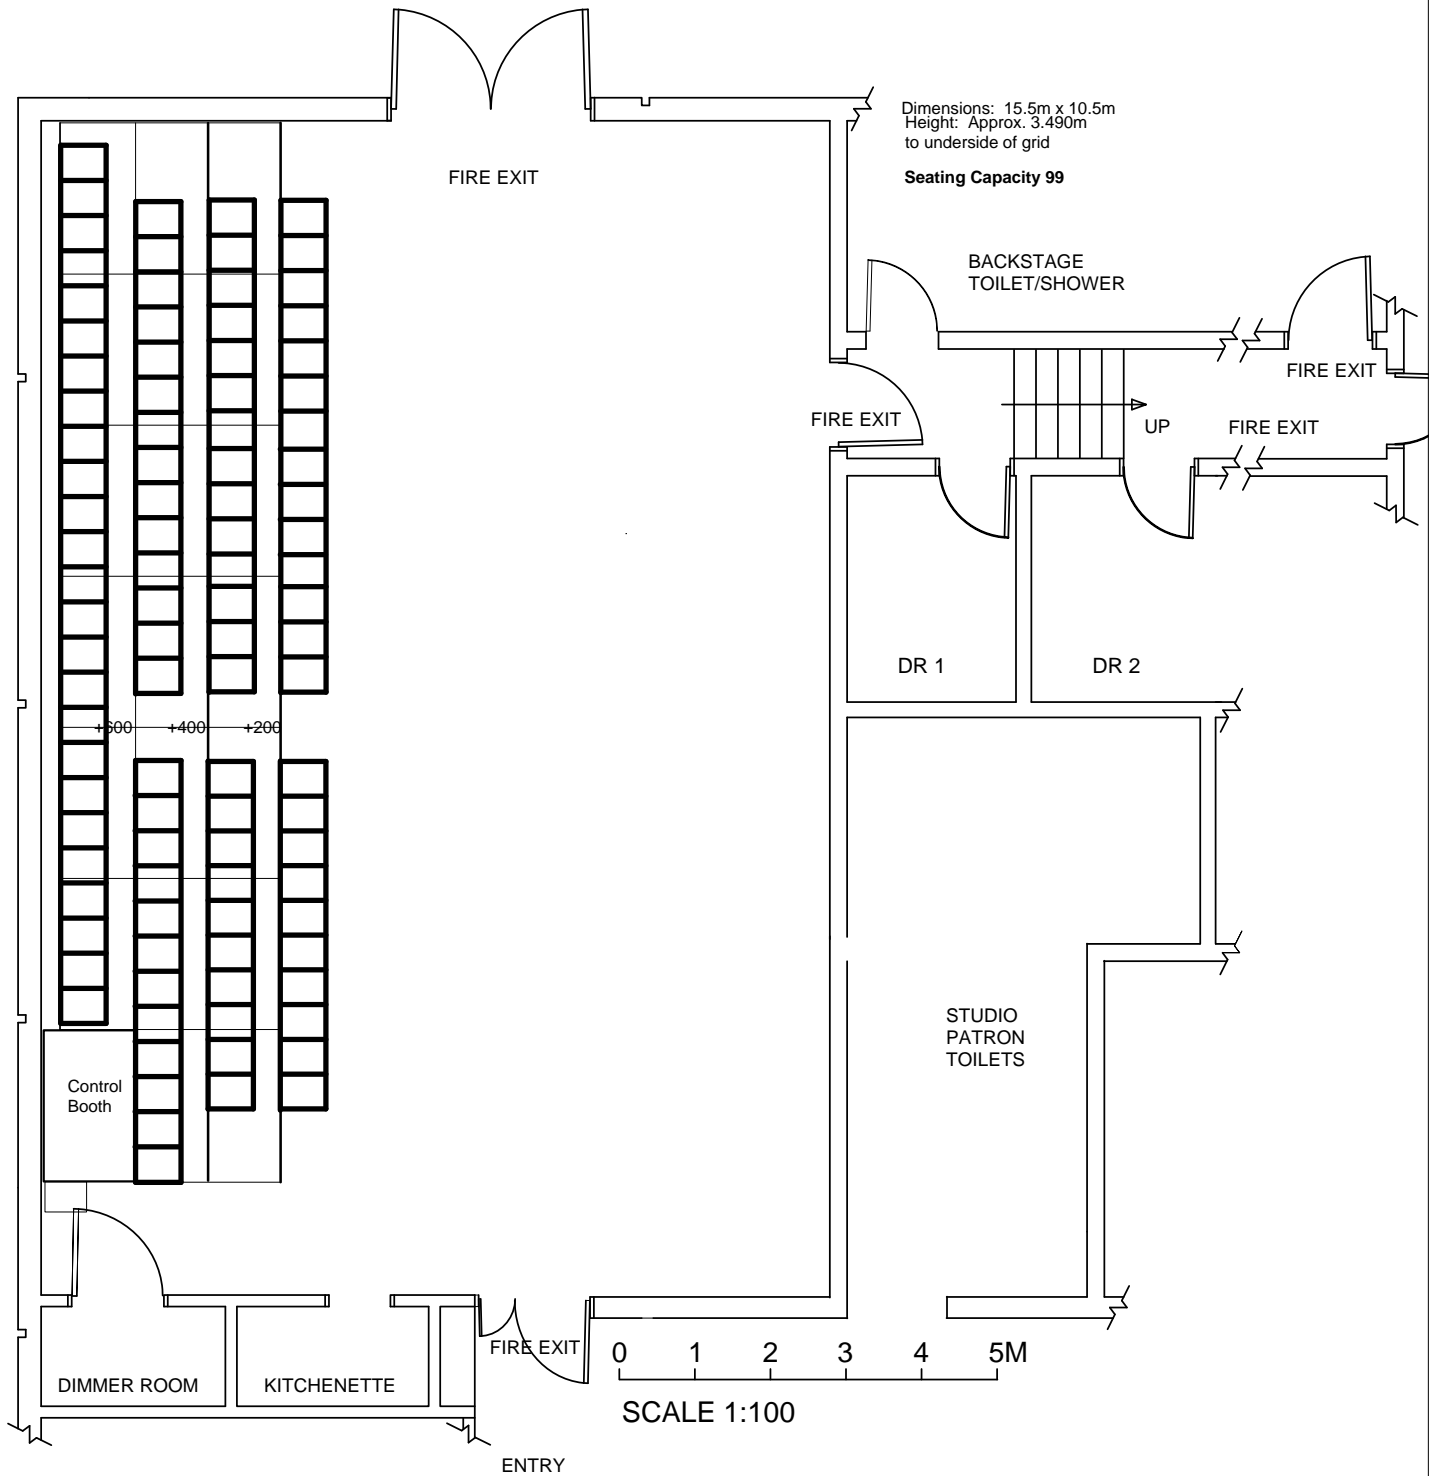 Dimensions: 15.5m x 10.5m
Height: Approx. 3.490m
to underside of grid
Seating Capacity 99
FIRE EXIT
BACKSTAGE
TOILET/SHOWER
FIRE EXIT
FIRE EXIT
UP
FIRE EXIT
DR 1
DR 2
+600
+400
+200
STUDIO
PATRON
TOILETS
Control
Booth
FIRE EXIT
0 1 2 3 4 5M
DIMMER ROOM
KITCHENETTE
SCALE 1:100
ENTRY